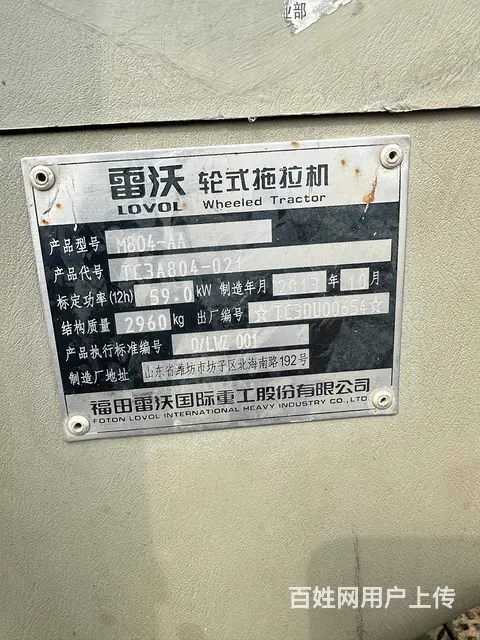 业部
雷沃 轮式拖拉机
LOVOL Wheeled Tractor
产品型号 M804-AA
产品代号 TC3A804-021
标定功率(12h) 59.0 kW 制造年月 2013 年 10 月
结构质量 2960 kg 出厂编号 ☆TC3DU00654☆
产品执行标准编号 Q/LWZ 001
制造厂地址 山东省潍坊市坊子区北海南路192号
福田雷沃国际重工股份有限公司
FOTON LOVOL INTERNATIONAL HEAVY INDUSTRY CO.,LTD
百姓网用户上传